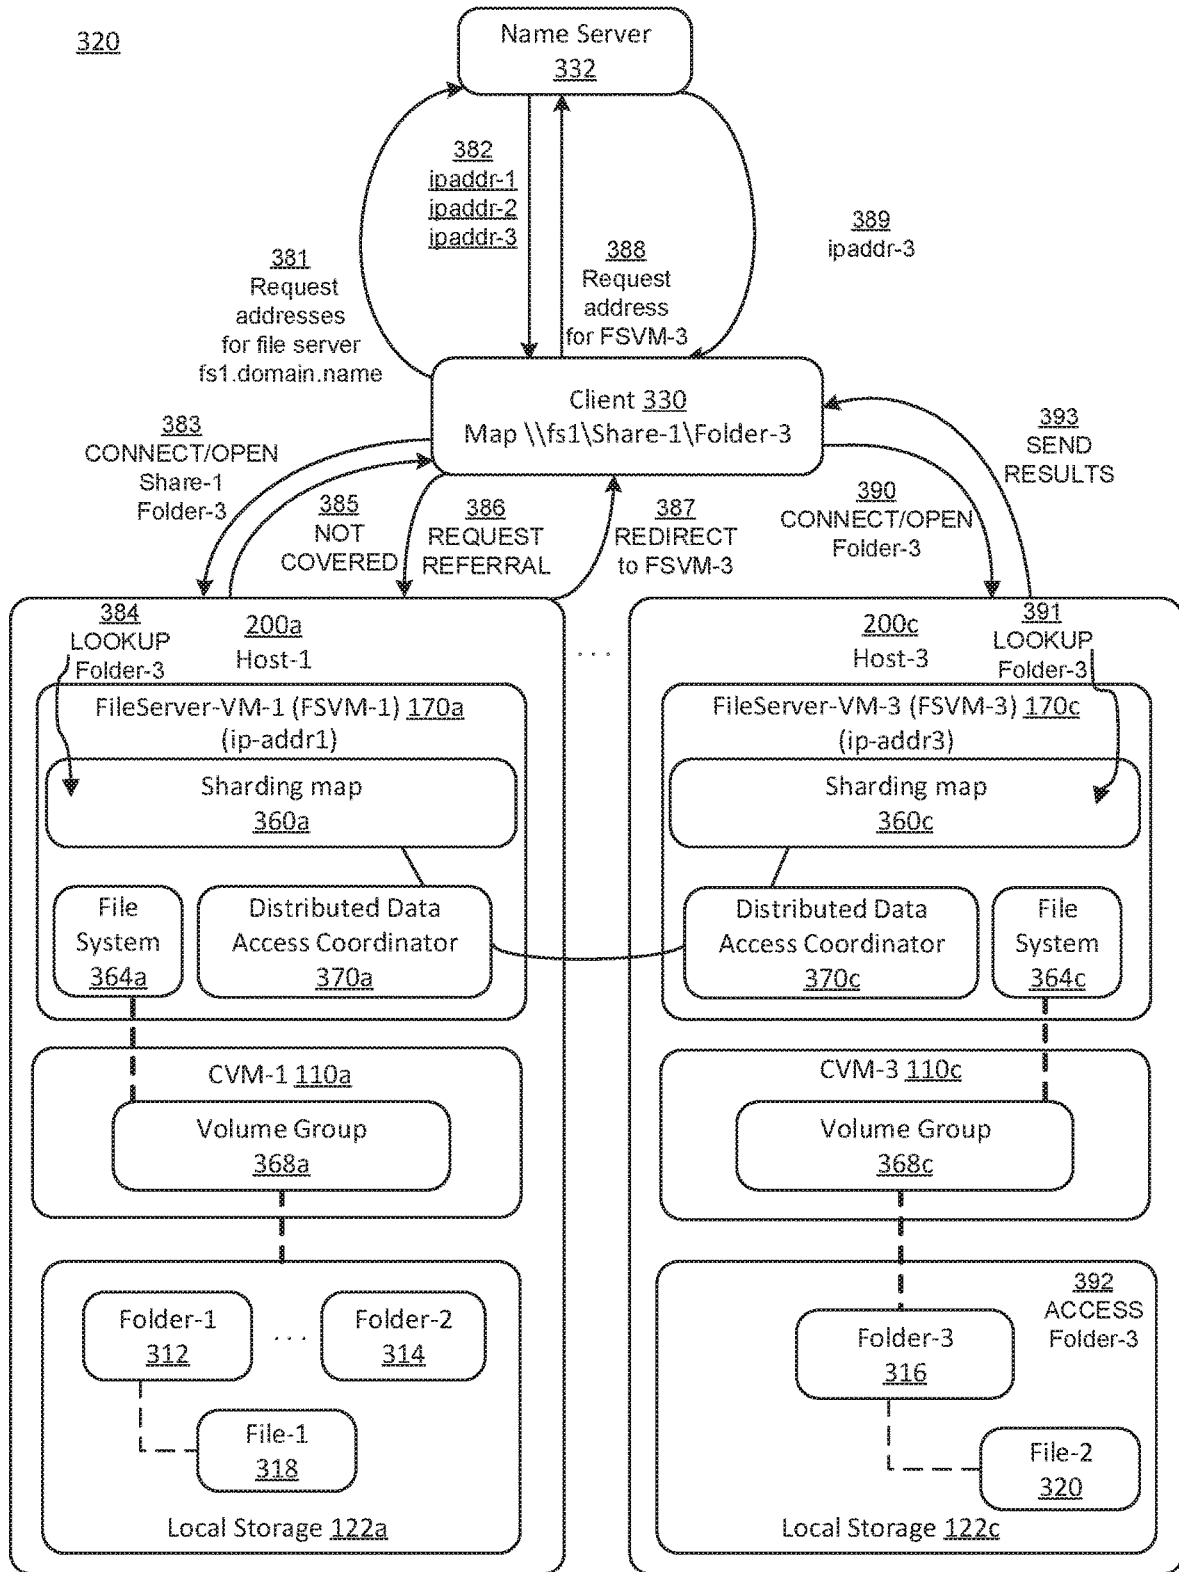 320
Name Server
332
382
ipaddr-1
ipaddr-2
ipaddr-3
381
Request
addresses
for file server
fs1.domain.name
388
Request
address
for FSVM-3
389
ipaddr-3
Client 330
Map \\fs1\Share-1\Folder-3
383
CONNECT/OPEN
Share-1
Folder-3
385
NOT
COVERED
386
REQUEST
REFERRAL
387
REDIRECT
to FSVM-3
390
CONNECT/OPEN
Folder-3
393
SEND
RESULTS
384
LOOKUP
Folder-3
200a
Host-1
FileServer-VM-1 (FSVM-1) 170a
(ip-addr1)
Sharding map
360a
File
System
364a
Distributed Data
Access Coordinator
370a
CVM-1 110a
Volume Group
368a
Folder-1
312
. . .
Folder-2
314
File-1
318
Local Storage 122a
. . .
200c
Host-3
391
LOOKUP
Folder-3
FileServer-VM-3 (FSVM-3) 170c
(ip-addr3)
Sharding map
360c
Distributed Data
Access Coordinator
370c
File
System
364c
CVM-3 110c
Volume Group
368c
392
ACCESS
Folder-3
Folder-3
316
File-2
320
Local Storage 122c